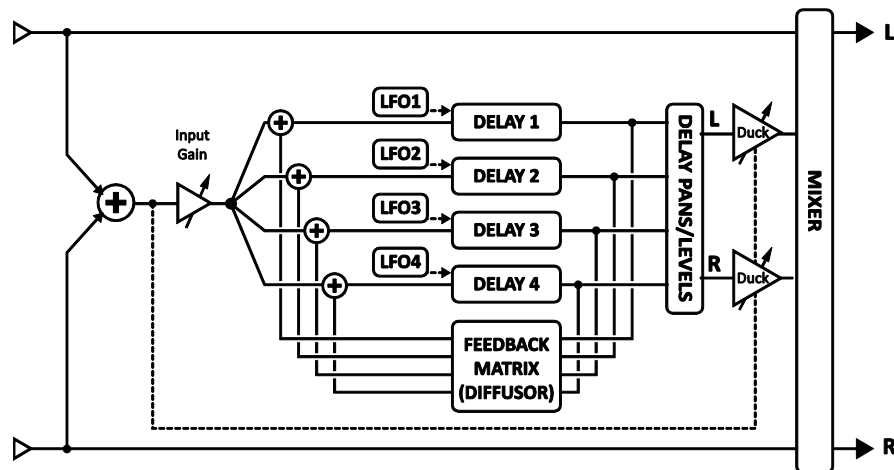 L
LFO1
DELAY 1
L
Duck
Input
Gain
LFO2
DELAY 2
LFO3
DELAY 3
LFO4
DELAY 4
DELAY PANS/LEVELS
R
Duck
MIXER
FEEDBACK
MATRIX
(DIFFUSOR)
R